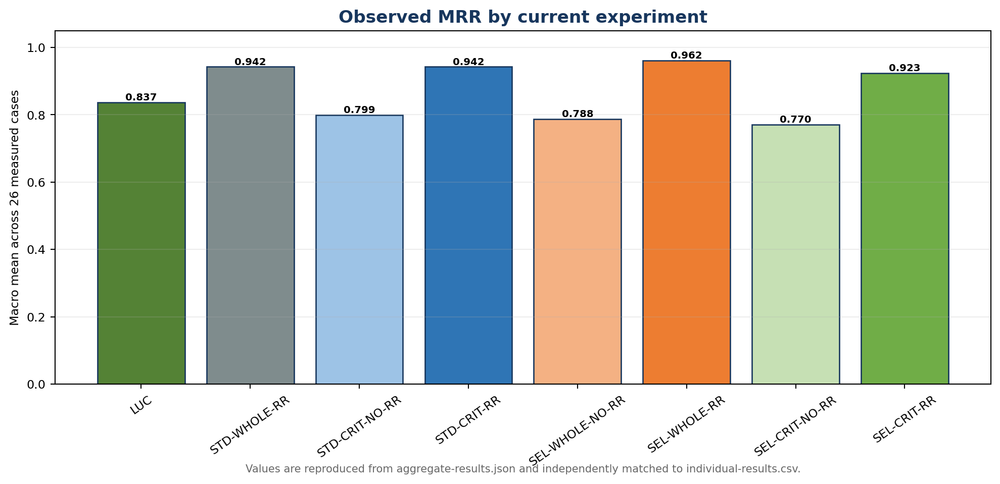 Observed MRR by current experiment
Macro mean across 26 measured cases
1.0
0.8
0.6
0.4
0.2
0.0
0.837
0.942
0.799
0.942
0.788
0.962
0.770
0.923
LUC
STD-WHOLE-RR
STD-CRIT-NO-RR
STD-CRIT-RR
SEL-WHOLE-NO-RR
SEL-WHOLE-RR
SEL-CRIT-NO-RR
SEL-CRIT-RR
Values are reproduced from aggregate-results.json and independently matched to individual-results.csv.